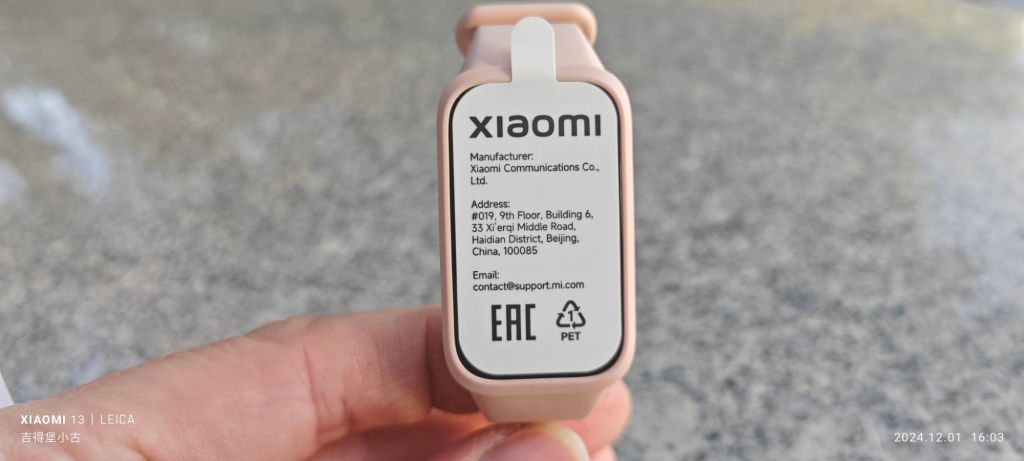 xiaomi
Manufacturer:
Xiaomi Communications Co.,
Ltd.
Address:
#019, 9th Floor, Building 6,
33 Xi'erqi Middle Road,
Haidian District, Beijing,
China, 100085
Email:
contact@support.mi.com
EAC
1
PET
XIAOMI 13 | LEICA
吉得堡小古
2024.12.01 16:03